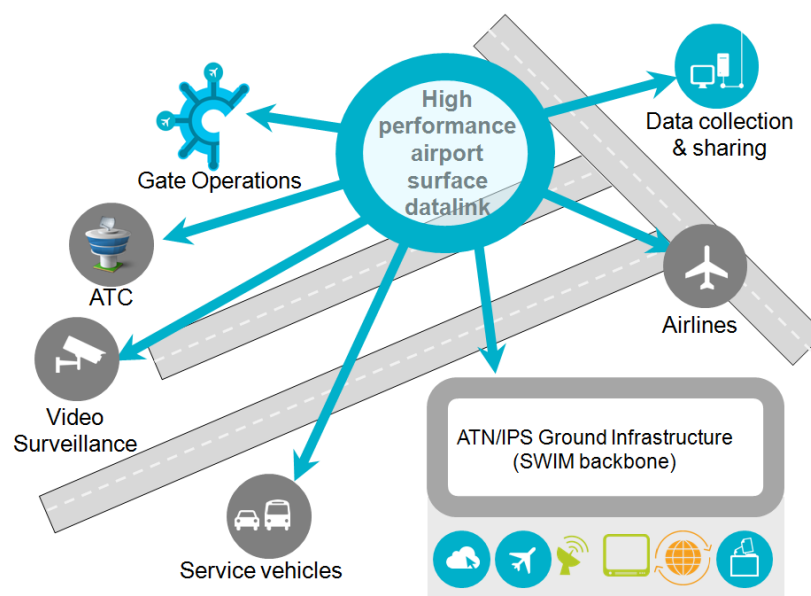 High
performance
airport
surface
datalink
Data collection
& sharing
Gate Operations
ATC
Airlines
Video
Surveillance
ATN/IPS Ground Infrastructure
(SWIM backbone)
Service vehicles